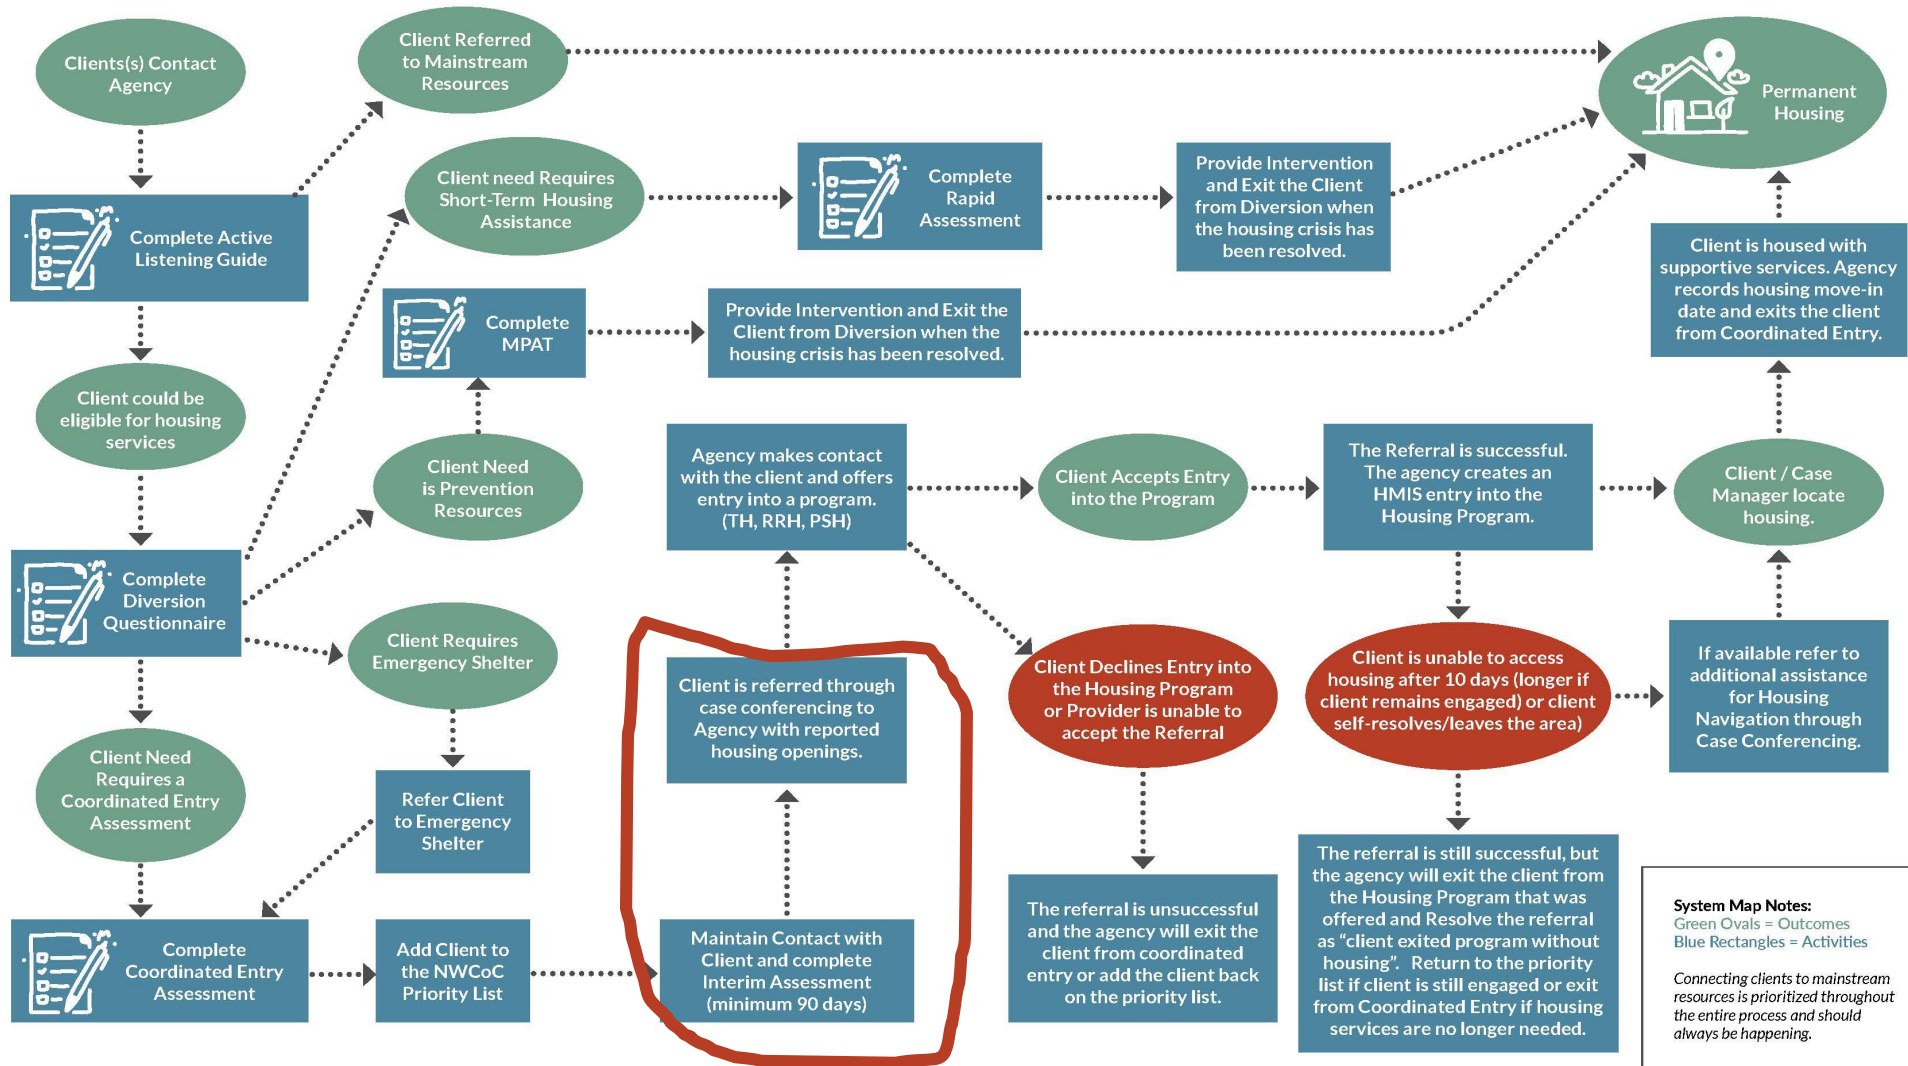 Clients(s) Contact
Agency
Client Referred
to Mainstream
Resources
Permanent
Housing
Complete Active
Listening Guide
Client need Requires
Short-Term Housing
Assistance
Complete
Rapid
Assessment
Provide Intervention
and Exit the Client
from Diversion when
the housing crisis has
been resolved.
Client is housed with
supportive services. Agency
records housing move-in
date and exits the client
from Coordinated Entry.
Complete
MPAT
Provide Intervention and Exit the
Client from Diversion when the
housing crisis has been resolved.
Client could be
eligible for housing
services
Client Need
is Prevention
Resources
Agency makes contact
with the client and offers
entry into a program.
(TH, RRH, PSH)
Client Accepts Entry
into the Program
The Referral is successful.
The agency creates an
HMIS entry into the
Housing Program.
Client / Case
Manager locate
housing.
Complete
Diversion
Questionnaire
Client Requires
Emergency Shelter
Client is referred through
case conferencing to
Agency with reported
housing openings.
Client Declines Entry into
the Housing Program
or Provider is unable to
accept the Referral
Client is unable to access
housing after 10 days (longer if
client remains engaged) or client
self-resolves/leaves the area)
If available refer to
additional assistance
for Housing
Navigation through
Case Conferencing.
Client Need
Requires a
Coordinated Entry
Assessment
Refer Client
to Emergency
Shelter
The referral is unsuccessful
and the agency will exit the
client from coordinated
entry or add the client back
on the priority list.
The referral is still successful, but
the agency will exit the client from
the Housing Program that was
offered and Resolve the referral
as “client exited program without
housing”. Return to the priority
list if client is still engaged or exit
from Coordinated Entry if housing
services are no longer needed.
Complete
Coordinated Entry
Assessment
Add Client to
the NWCoC
Priority List
Maintain Contact with
Client and complete
Interim Assessment
(minimum 90 days)
System Map Notes:
Green Ovals = Outcomes
Blue Rectangles = Activities
Connecting clients to mainstream
resources is prioritized throughout
the entire process and should
always be happening.